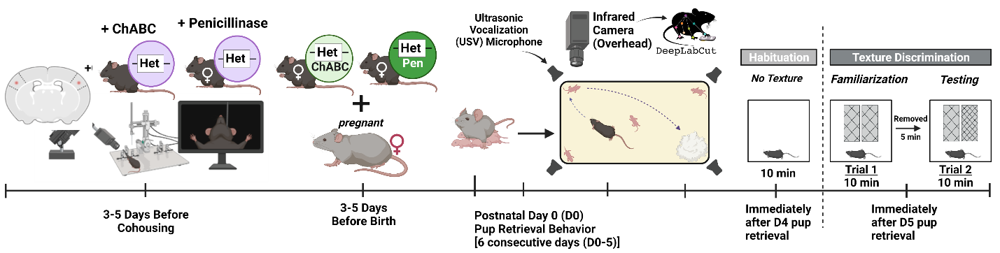 + ChABC
+ Penicillinase
+
Het
Het
Het
ChABC
Het
Pen
+
pregnant
Ultrasonic
Vocalization
(USV) Microphone
Infrared
Camera
(Overhead)
DeepLabCut
Habituation
No Texture
10 min
Texture Discrimination
Familiarization
Testing
Removed
5 min
Trial 1
10 min
Trial 2
10 min
3-5 Days Before
Cohousing
3-5 Days
Before Birth
Postnatal Day 0 (D0)
Pup Retrieval Behavior
[6 consecutive days (D0-5)]
Immediately
after D4 pup
retrieval
Immediately
after D5 pup
retrieval